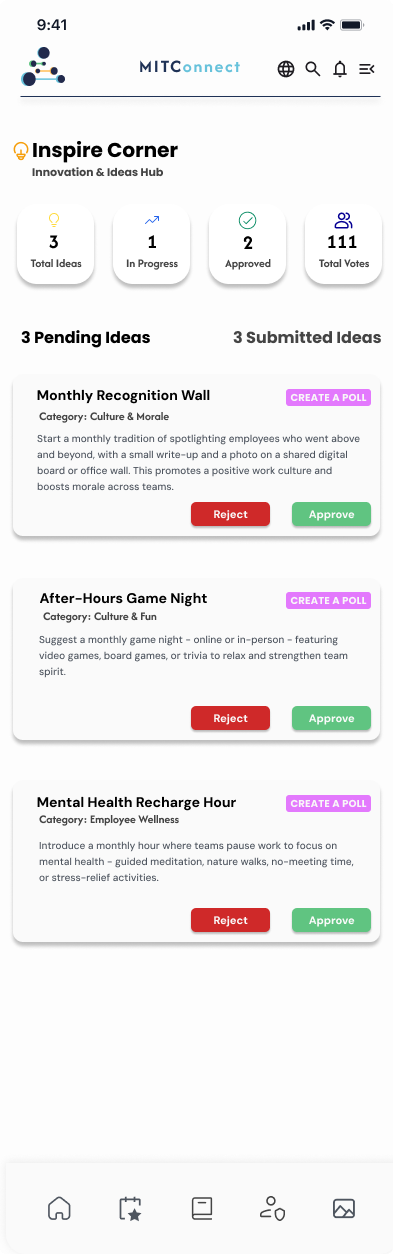 9:41
MITConnect
Inspire Corner
Innovation & Ideas Hub
3
Total Ideas
1
In Progress
2
Approved
111
Total Votes
3 Pending Ideas
3 Submitted Ideas
Monthly Recognition Wall
CREATE A POLL
Category: Culture & Morale
Start a monthly tradition of spotlighting employees who went above
and beyond, with a small write-up and a photo on a shared digital
board or office wall. This promotes a positive work culture and
boosts morale across teams.
Reject
Approve
After-Hours Game Night
CREATE A POLL
Category: Culture & Fun
Suggest a monthly game night - online or in-person - featuring
video games, board games, or trivia to relax and strengthen team
spirit.
Reject
Approve
Mental Health Recharge Hour
CREATE A POLL
Category: Employee Wellness
Introduce a monthly hour where teams pause work to focus on
mental health - guided meditation, nature walks, no-meeting time,
or stress-relief activities.
Reject
Approve